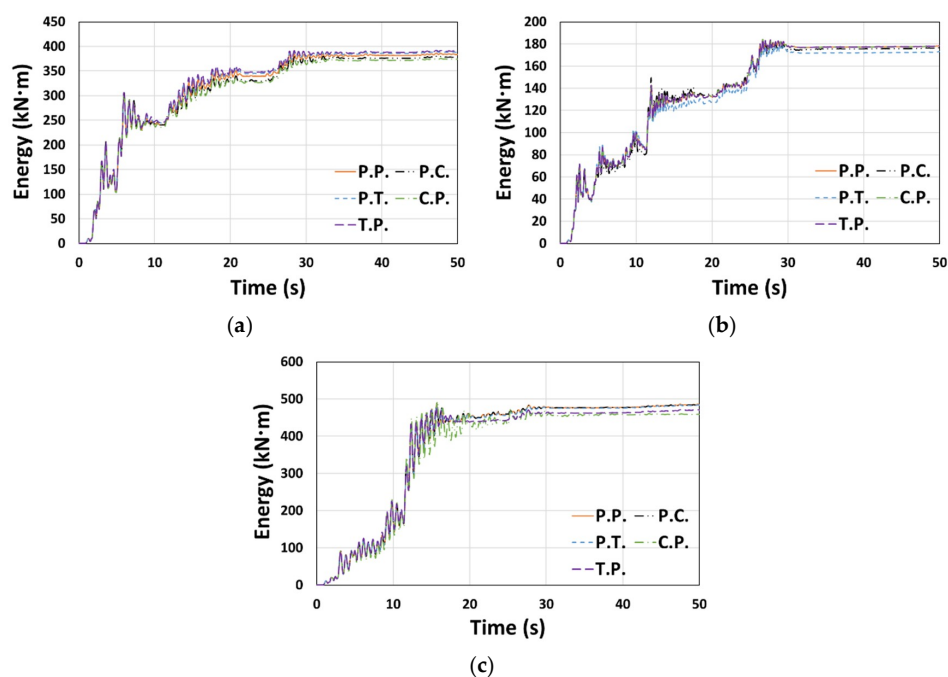 450
400
350
300
250
200
150
100
50
0
Energy (kN·m)
P.P. P.C.
P.T. C.P.
T.P.
0 10 20 30 40 50
Time (s)
(a)
200
180
160
140
120
100
80
60
40
20
0
Energy (kN·m)
P.P. P.C.
P.T. C.P.
T.P.
0 10 20 30 40 50
Time (s)
(b)
600
500
400
300
200
100
0
Energy (kN·m)
P.P. P.C.
P.T. C.P.
T.P.
0 10 20 30 40 50
Time (s)
(c)